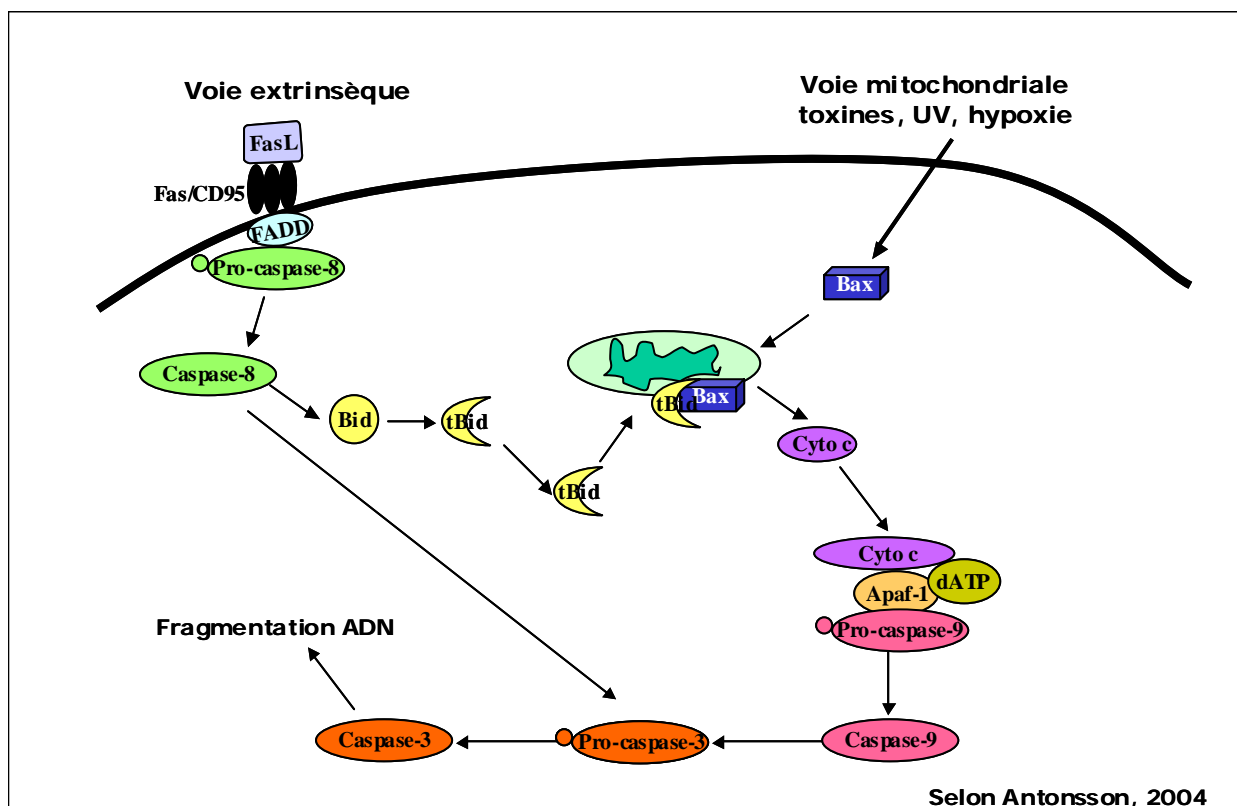 Voie extrinsèque
Voie mitochondriale
toxines, UV, hypoxie
FasL
Fas/CD95
FADD
Pro-caspase-8
Bax
Caspase-8
Bid
tBid
tBid
tBid
Bax
Cyto c
Cyto c
Apaf-1
dATP
Pro-caspase-9
Fragmentation ADN
Caspase-3
Pro-caspase-3
Caspase-9
Selon Antonsson, 2004